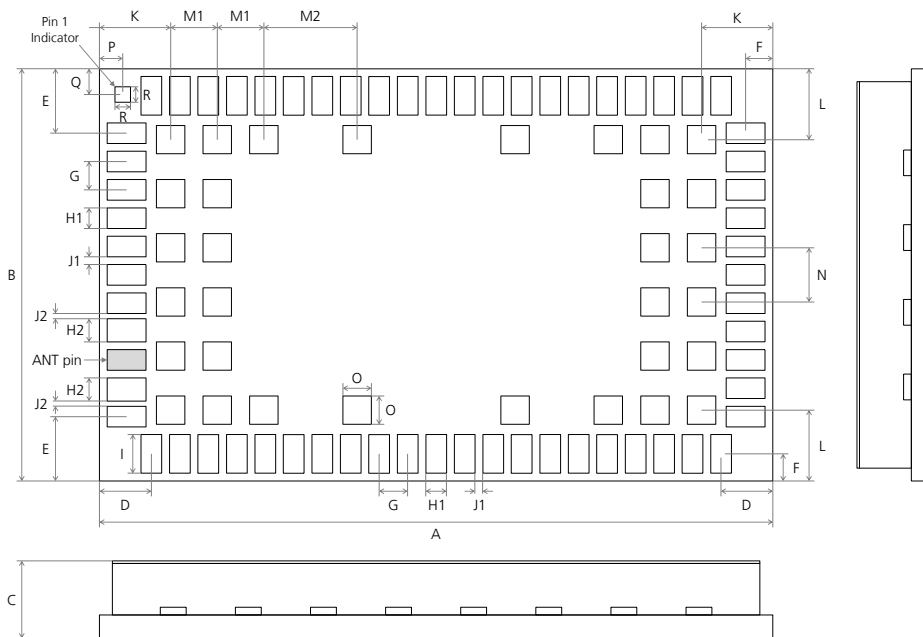 Pin 1
Indicator
K M1 M1 M2 K
P F
Q
E R L
R
G
H1
J1 N
B
J2
H2
ANT pin
H2 O
J2 O
E I L
F
D G H1 J1 D
A
C